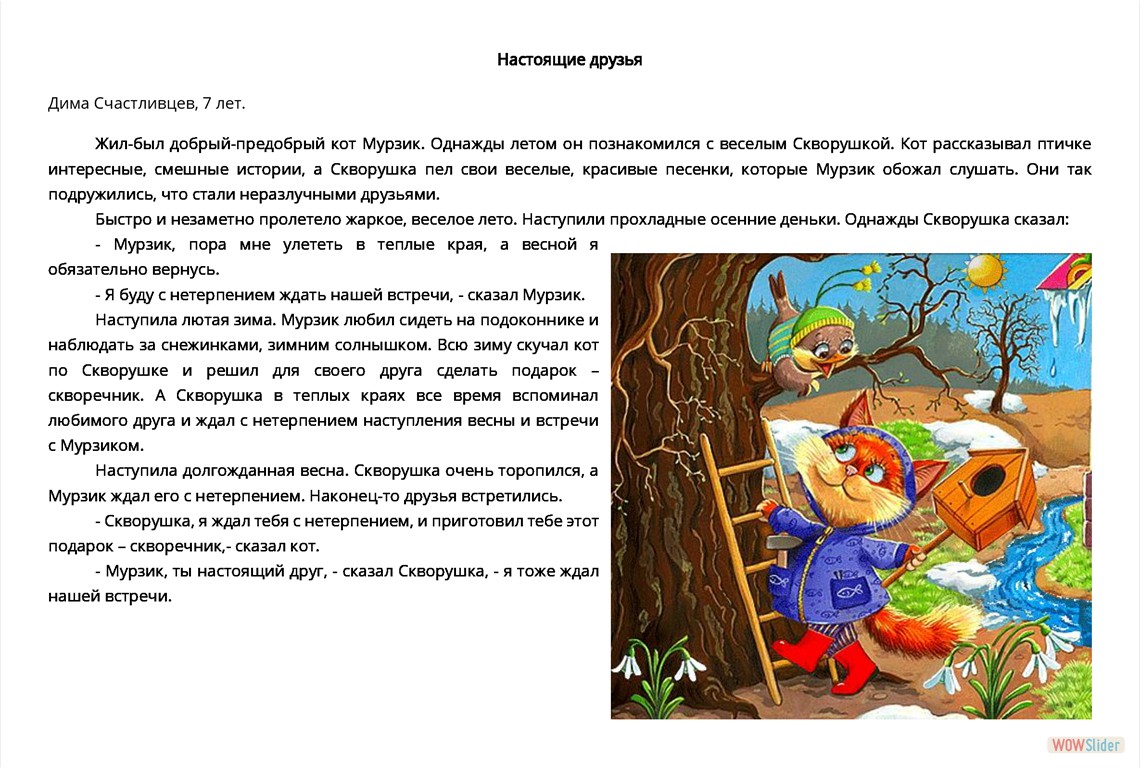 Настоящие друзья
Дима Счастливцев, 7 лет.
Жил-был добрый-предобрый кот Мурзик. Однажды летом он познакомился с веселым Скворушкой. Кот рассказывал птичке
интересные, смешные истории, а Скворушка пел свои веселые, красивые песенки, которые Мурзик обожал слушать. Они так
подружились, что стали неразлучными друзьями.
Быстро и незаметно пролетело жаркое, веселое лето. Наступили прохладные осенние деньки. Однажды Скворушка сказал:
- Мурзик, пора мне улететь в теплые края, а весной я
обязательно вернусь.
- Я буду с нетерпением ждать нашей встречи, - сказал Мурзик.
Наступила лютая зима. Мурзик любил сидеть на подоконнике и
наблюдать за снежинками, зимним солнышком. Всю зиму скучал кот
по Скворушке и решил для своего друга сделать подарок –
скворечник. А Скворушка в теплых краях все время вспоминал
любимого друга и ждал с нетерпением наступления весны и встречи
с Мурзиком.
Наступила долгожданная весна. Скворушка очень торопился, а
Мурзик ждал его с нетерпением. Наконец-то друзья встретились.
- Скворушка, я ждал тебя с нетерпением, и приготовил тебе этот
подарок – скворечник,- сказал кот.
- Мурзик, ты настоящий друг, - сказал Скворушка, - я тоже ждал
нашей встречи.
WOWSlider